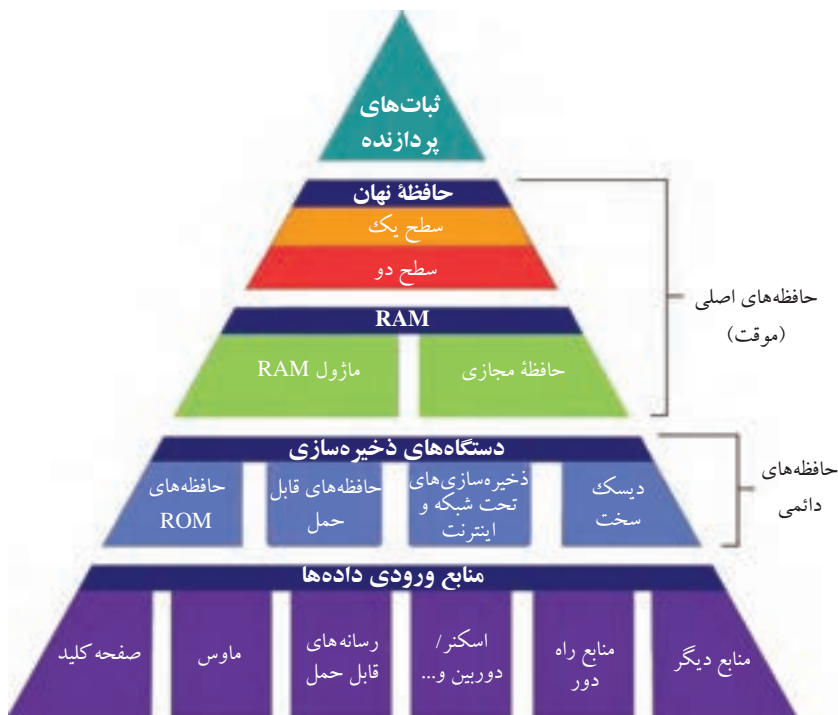 ثبات‌های
پردازنده
حافظهٔ نهان
سطح یک
سطح دو
RAM
حافظهٔ مجازی
ماژول RAM
حافظه‌های اصلی
(موقت)
دستگاه‌های ذخیره‌سازی
دیسک
سخت
ذخیره‌سازی‌های
تحت شبکه و
اینترنت
حافظه‌های قابل
حمل
حافظه‌های
ROM
حافظه‌های
دائمی
منابع ورودی داده‌ها
منابع دیگر
منابع راه
دور
اسکنر/
دوربین و...
رسانه‌های
قابل حمل
ماوس
صفحه کلید